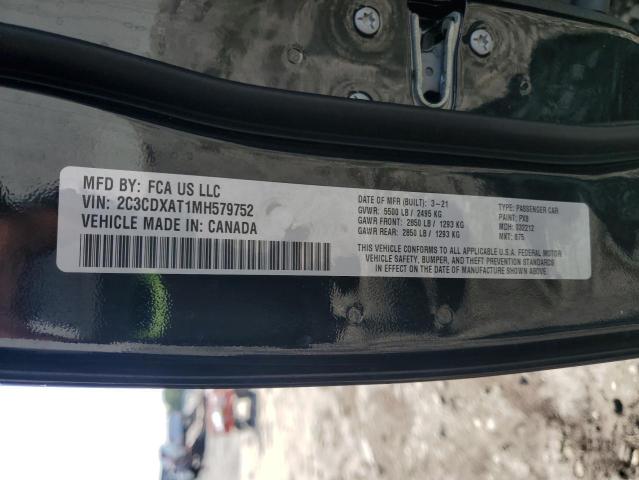 MFD BY: FCA US LLC
VIN: 2C3CDXAT1MH579752
VEHICLE MADE IN: CANADA
DATE OF MFR (BUILT): 3-21
GVWR: 5500 LB / 2495 KG
GAWR FRONT: 2850 LB / 1293 KG
GAWR REAR: 2850 LB / 1293 KG
TYPE: PASSENGER CAR
PAINT: PX8
MDH: 032212
MKT: 875
THIS VEHICLE CONFORMS TO ALL APPLICABLE U.S.A. FEDERAL MOTOR
VEHICLE SAFETY, BUMPER, AND THEFT PREVENTION STANDARDS
IN EFFECT ON THE DATE OF MANUFACTURE SHOWN ABOVE.